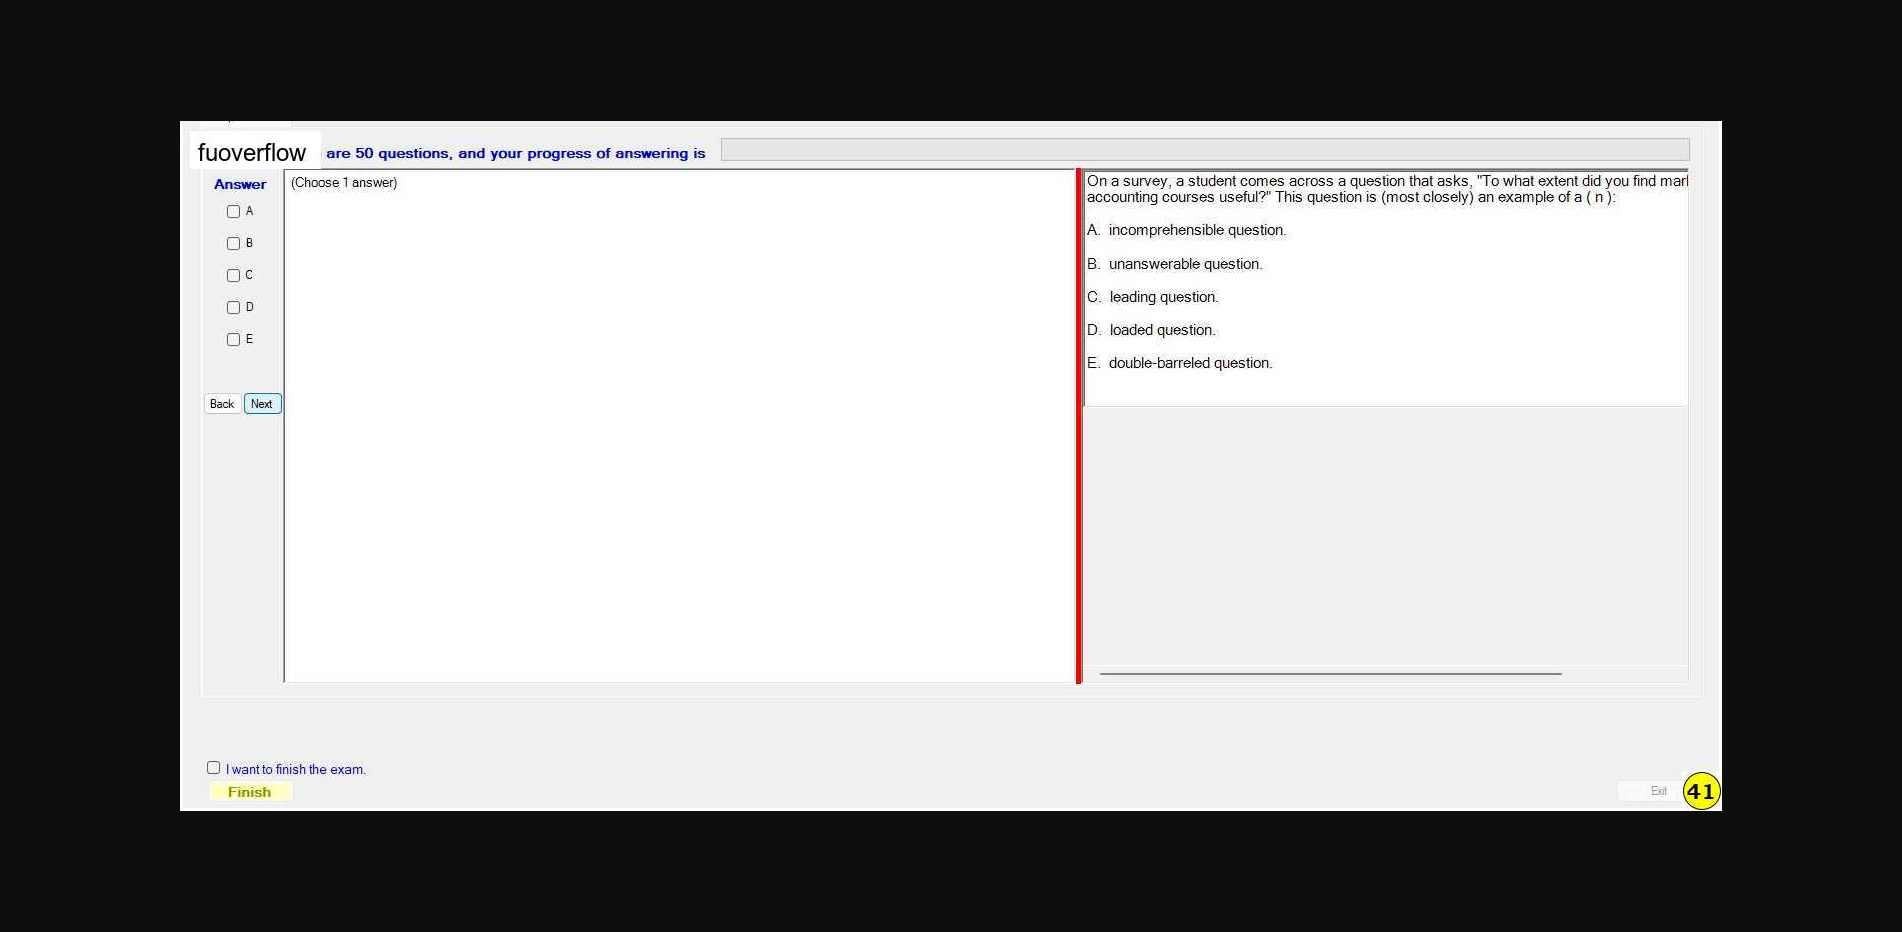 fuoverflow are 50 questions, and your progress of answering is
Answer
A
B
C
D
E
Back Next
(Choose 1 answer)
On a survey, a student comes across a question that asks, "To what extent did you find
accounting courses useful?" This question is (most closely) an example of a ( n ):
A. incomprehensible question.
B. unanswerable question.
C. leading question.
D. loaded question.
E. double-barreled question.
I want to finish the exam.
Finish
Exit
41